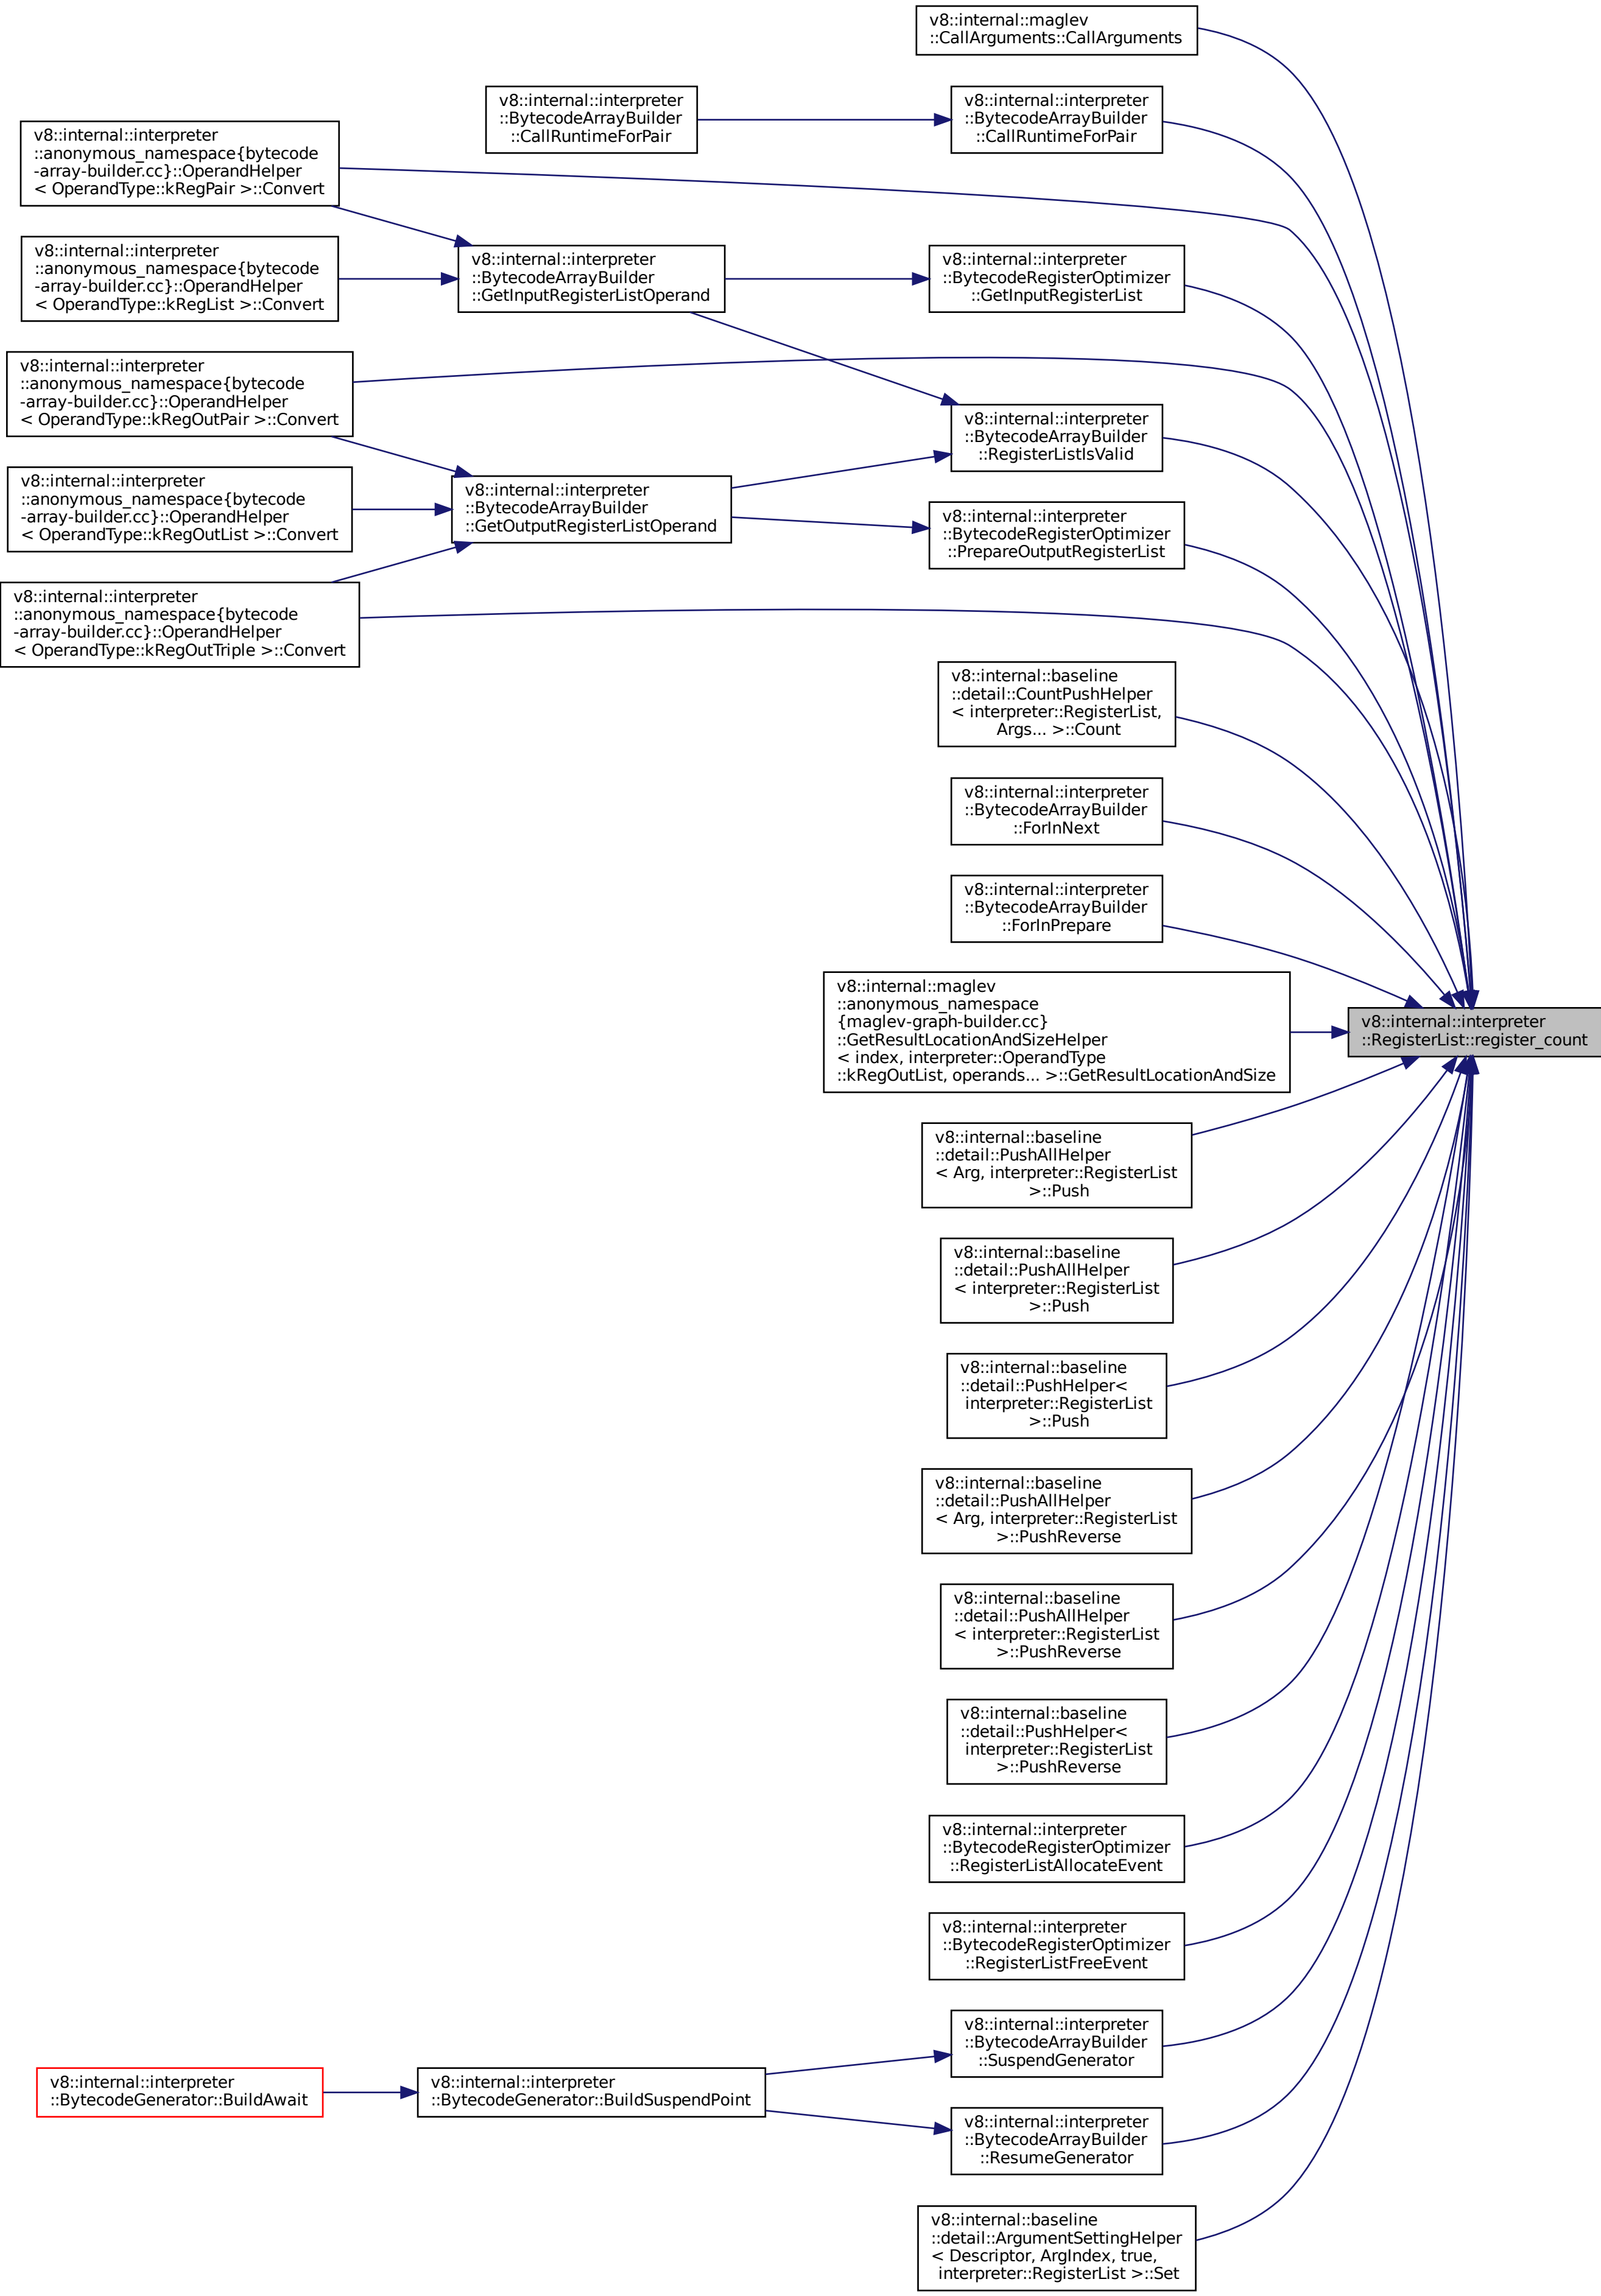 v8::internal::maglev
::CallArguments::CallArguments
v8::internal::interpreter
::BytecodeArrayBuilder
::CallRuntimeForPair
v8::internal::interpreter
::BytecodeArrayBuilder
::CallRuntimeForPair
v8::internal::interpreter
::anonymous_namespace{bytecode
-array-builder.cc}::OperandHelper
< OperandType::kRegPair >::Convert
v8::internal::interpreter
::anonymous_namespace{bytecode
-array-builder.cc}::OperandHelper
< OperandType::kRegList >::Convert
v8::internal::interpreter
::BytecodeArrayBuilder
::GetInputRegisterListOperand
v8::internal::interpreter
::BytecodeRegisterOptimizer
::GetInputRegisterList
v8::internal::interpreter
::anonymous_namespace{bytecode
-array-builder.cc}::OperandHelper
< OperandType::kRegOutPair >::Convert
v8::internal::interpreter
::BytecodeArrayBuilder
::RegisterListIsValid
v8::internal::interpreter
::anonymous_namespace{bytecode
-array-builder.cc}::OperandHelper
< OperandType::kRegOutList >::Convert
v8::internal::interpreter
::BytecodeArrayBuilder
::GetOutputRegisterListOperand
v8::internal::interpreter
::BytecodeRegisterOptimizer
::PrepareOutputRegisterList
v8::internal::interpreter
::anonymous_namespace{bytecode
-array-builder.cc}::OperandHelper
< OperandType::kRegOutTriple >::Convert
v8::internal::baseline
::detail::CountPushHelper
< interpreter::RegisterList,
Args... >::Count
v8::internal::interpreter
::BytecodeArrayBuilder
::ForInNext
v8::internal::interpreter
::BytecodeArrayBuilder
::ForInPrepare
v8::internal::maglev
::anonymous_namespace
{maglev-graph-builder.cc}
::GetResultLocationAndSizeHelper
< index, interpreter::OperandType
::kRegOutList, operands... >::GetResultLocationAndSize
v8::internal::interpreter
::RegisterList::register_count
v8::internal::baseline
::detail::PushAllHelper
< Arg, interpreter::RegisterList
>::Push
v8::internal::baseline
::detail::PushAllHelper
< interpreter::RegisterList
>::Push
v8::internal::baseline
::detail::PushHelper<
interpreter::RegisterList
>::Push
v8::internal::baseline
::detail::PushAllHelper
< Arg, interpreter::RegisterList
>::PushReverse
v8::internal::baseline
::detail::PushAllHelper
< interpreter::RegisterList
>::PushReverse
v8::internal::baseline
::detail::PushHelper<
interpreter::RegisterList
>::PushReverse
v8::internal::interpreter
::BytecodeRegisterOptimizer
::RegisterListAllocateEvent
v8::internal::interpreter
::BytecodeRegisterOptimizer
::RegisterListFreeEvent
v8::internal::interpreter
::BytecodeArrayBuilder
::SuspendGenerator
v8::internal::interpreter
::BytecodeGenerator::BuildAwait
v8::internal::interpreter
::BytecodeGenerator::BuildSuspendPoint
v8::internal::interpreter
::BytecodeArrayBuilder
::ResumeGenerator
v8::internal::baseline
::detail::ArgumentSettingHelper
< Descriptor, ArgIndex, true,
interpreter::RegisterList >::Set